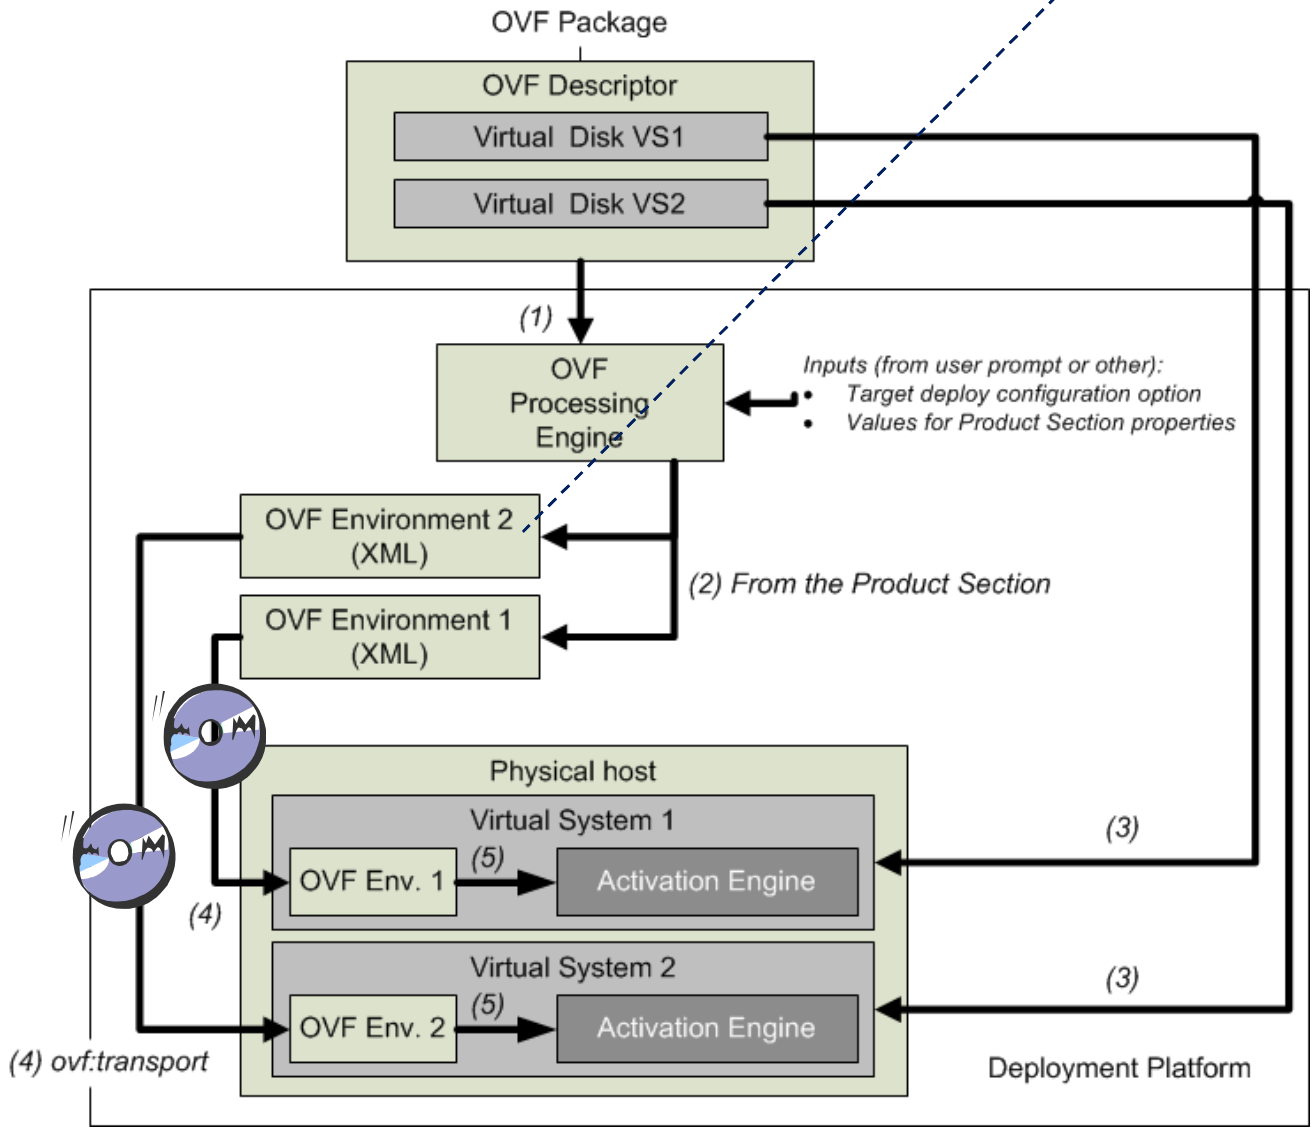 OVF Package
OVF Descriptor
Virtual Disk VS1
Virtual Disk VS2
(1)
OVF
Processing
Engine
Inputs (from user prompt or other):
• Target deploy configuration option
• Values for Product Section properties
OVF Environment 2
(XML)
(2) From the Product Section
OVF Environment 1
(XML)
Physical host
Virtual System 1
(3)
(5)
OVF Env. 1
Activation Engine
(4)
Virtual System 2
(3)
(5)
OVF Env. 2
Activation Engine
(4) ovf:transport
Deployment Platform